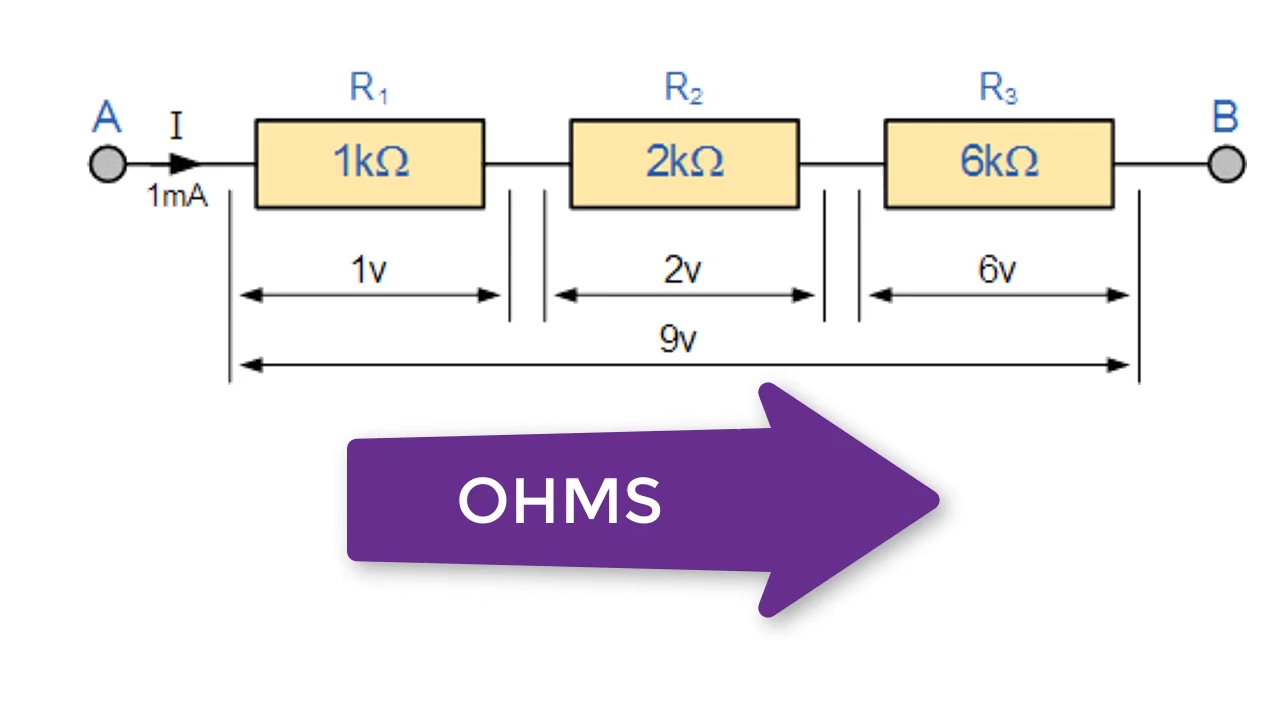 R₁ R₂ R₃
A I B
1kΩ 2kΩ 6kΩ
1mA
1v 2v 6v
9v
OHMS